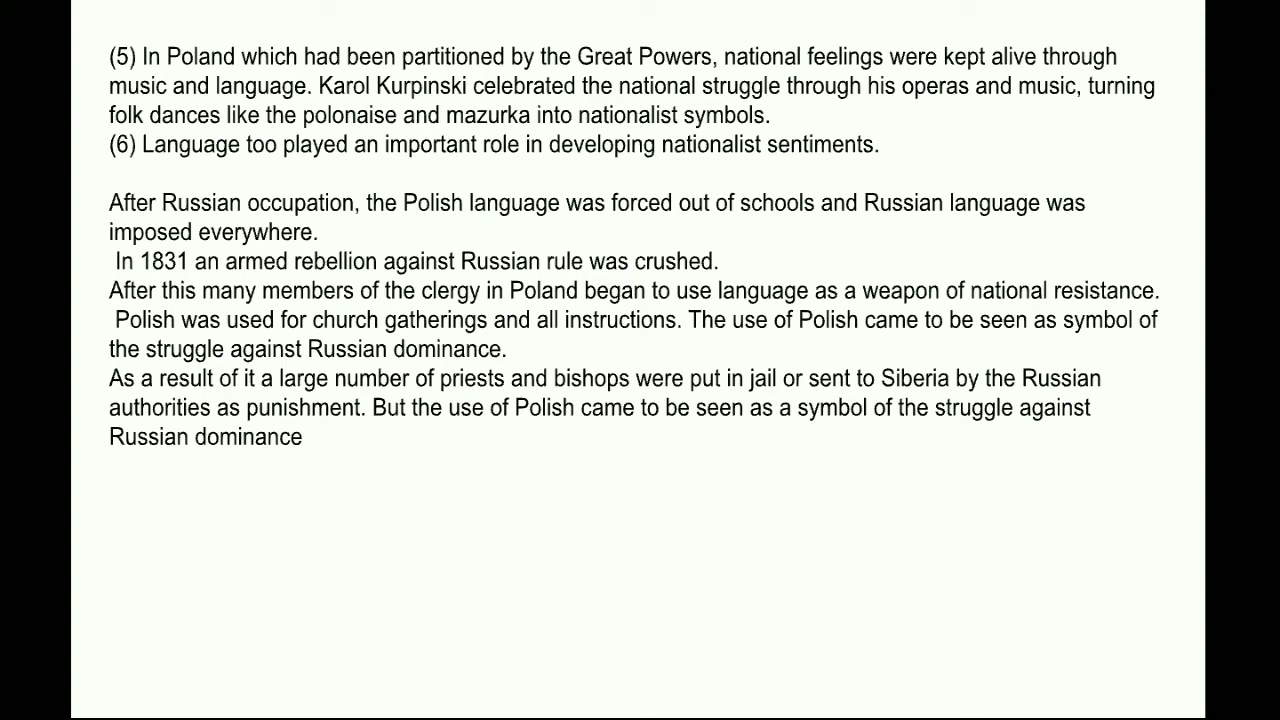 (5) In Poland which had been partitioned by the Great Powers, national feelings were kept alive through
music and language. Karol Kurpinski celebrated the national struggle through his operas and music, turning
folk dances like the polonaise and mazurka into nationalist symbols.
(6) Language too played an important role in developing nationalist sentiments.
After Russian occupation, the Polish language was forced out of schools and Russian language was
imposed everywhere.
In 1831 an armed rebellion against Russian rule was crushed.
After this many members of the clergy in Poland began to use language as a weapon of national resistance.
Polish was used for church gatherings and all instructions. The use of Polish came to be seen as symbol of
the struggle against Russian dominance.
As a result of it a large number of priests and bishops were put in jail or sent to Siberia by the Russian
authorities as punishment. But the use of Polish came to be seen as a symbol of the struggle against
Russian dominance